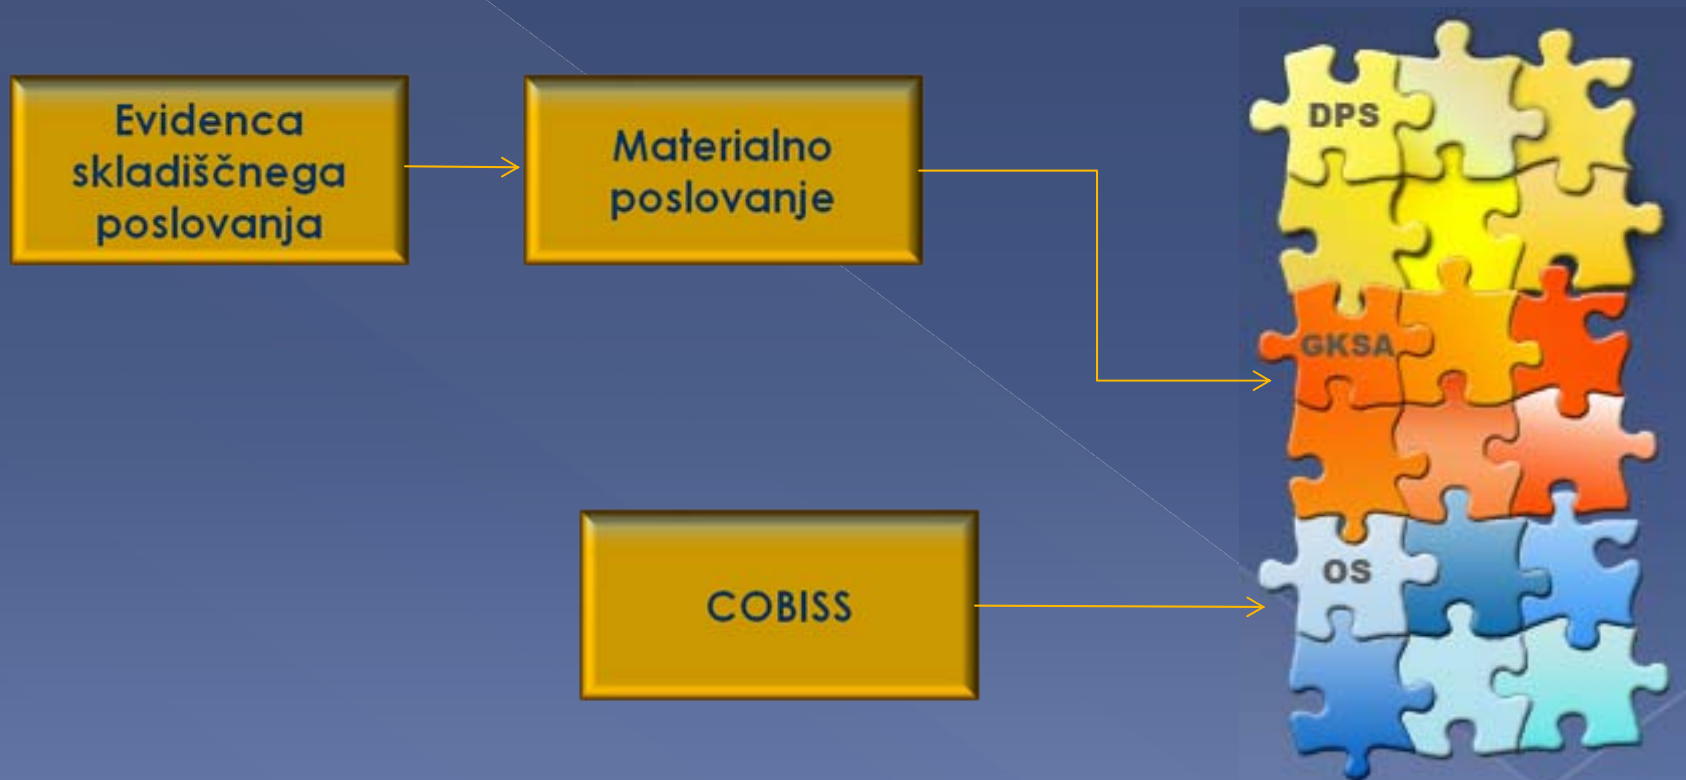 Evidenca
skladiščnega
poslovanja
Materialno
poslovanje
DPS
GKSA
COBISS
OS